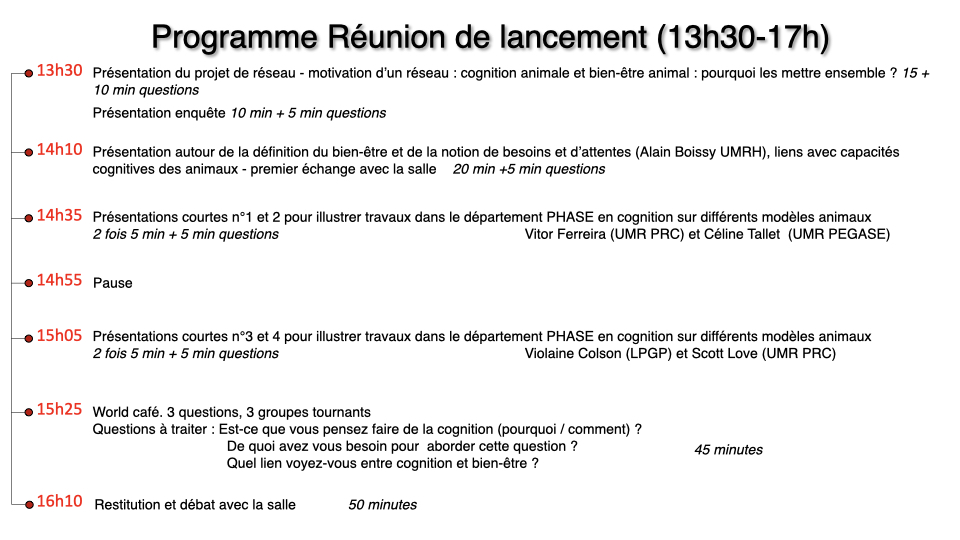 Programme Réunion de lancement (13h30-17h)
13h30 Présentation du projet de réseau - motivation d'un réseau : cognition animale et bien-être animal : pourquoi les mettre ensemble ? 15 +
10 min questions
Présentation enquête 10 min + 5 min questions
14h10 Présentation autour de la définition du bien-être et de la notion de besoins et d'attentes (Alain Boissy UMRH), liens avec capacités
cognitives des animaux - premier échange avec la salle 20 min +5 min questions
14h35 Présentations courtes n°1 et 2 pour illustrer travaux dans le département PHASE en cognition sur différents modèles animaux
2 fois 5 min + 5 min questions Vitor Ferreira (UMR PRC) et Céline Tallet (UMR PEGASE)
14h55 Pause
15h05 Présentations courtes n°3 et 4 pour illustrer travaux dans le département PHASE en cognition sur différents modèles animaux
2 fois 5 min + 5 min questions Violaine Colson (LPGP) et Scott Love (UMR PRC)
15h25 World café. 3 questions, 3 groupes tournants
Questions à traiter : Est-ce que vous pensez faire de la cognition (pourquoi / comment) ?
De quoi avez vous besoin pour aborder cette question ?
45 minutes
Quel lien voyez-vous entre cognition et bien-être ?
16h10 Restitution et débat avec la salle 50 minutes